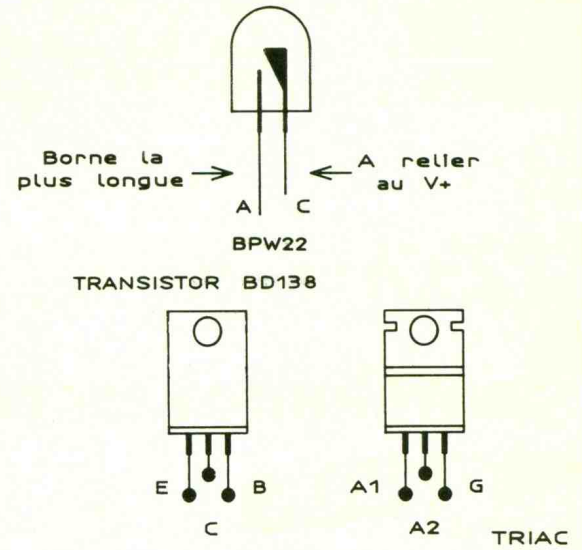 Borne la
plus longue
A relier
au V+
A C
BPW22
TRANSISTOR BD138
E B
C
A1 G
A2
TRIAC